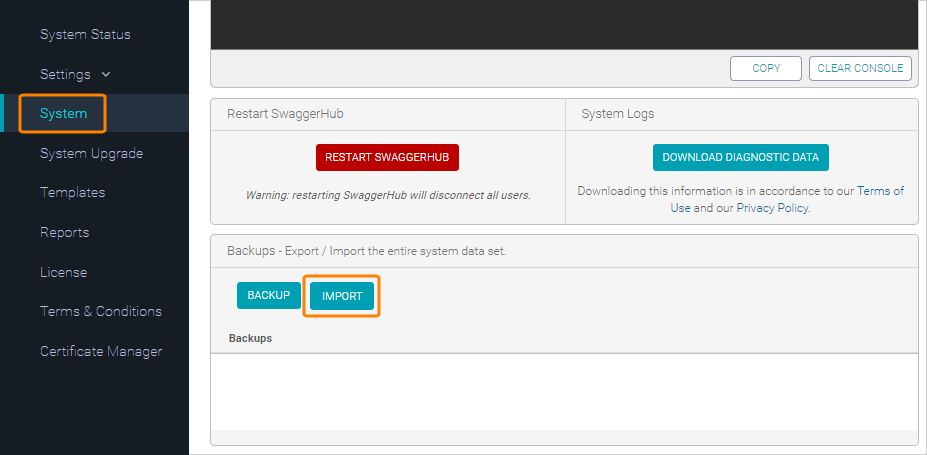 System Status
Settings
System
System Upgrade
Templates
Reports
License
Terms & Conditions
Certificate Manager
COPY
CLEAR CONSOLE
Restart SwaggerHub
RESTART SWAGGERHUB
Warning: restarting SwaggerHub will disconnect all users.
System Logs
DOWNLOAD DIAGNOSTIC DATA
Downloading this information is in accordance to our Terms of
Use and our Privacy Policy.
Backups - Export / Import the entire system data set.
BACKUP
IMPORT
Backups